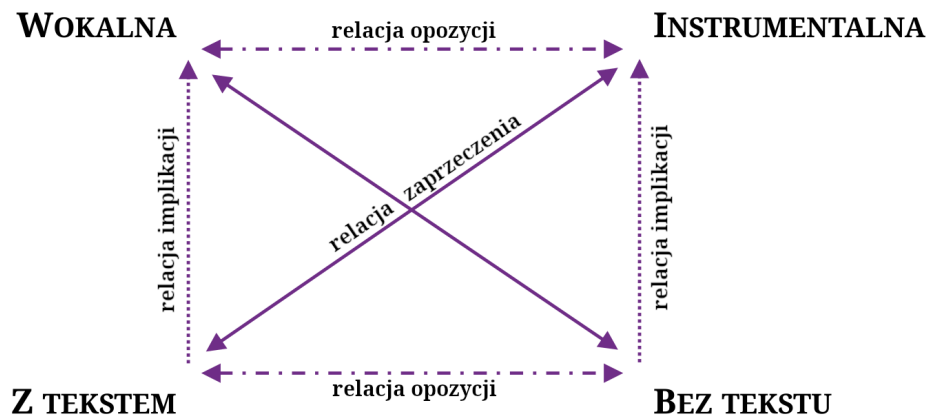 WOKALNA
relacja opozycji
INSTRUMENTALNA
relacja implikacji
relacja zaprzeczenia
relacja implikacji
Z TEKSTEM
relacja opozycji
BEZ TEKSTU